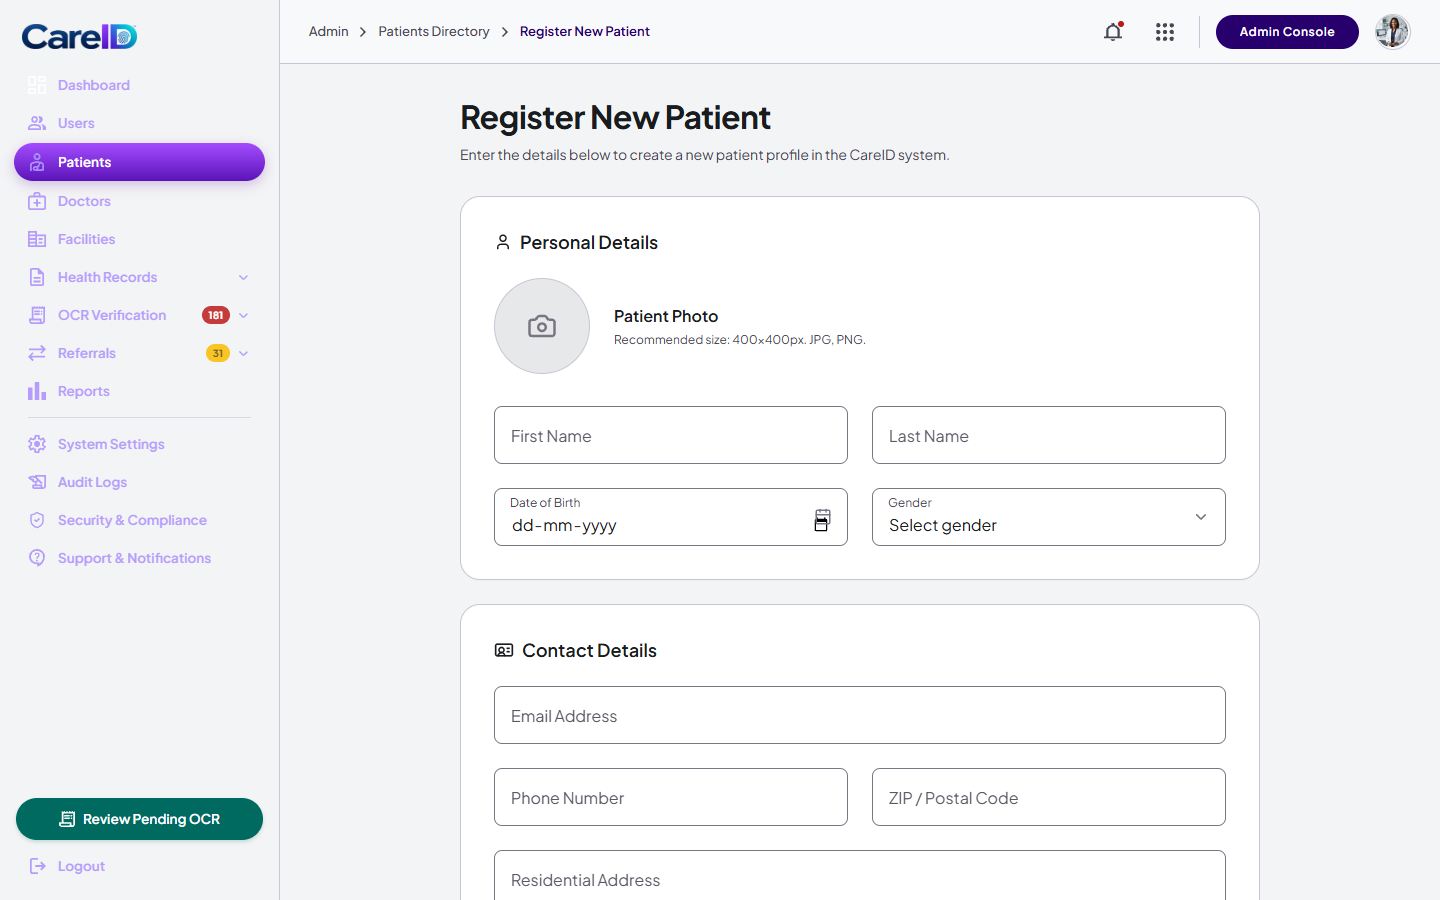 CareID
Dashboard
Users
Patients
Doctors
Facilities
Health Records
OCR Verification 181
Referrals 31
Reports
System Settings
Audit Logs
Security & Compliance
Support & Notifications
Review Pending OCR
Logout
Admin > Patients Directory > Register New Patient
Admin Console
Register New Patient
Enter the details below to create a new patient profile in the CareID system.
Personal Details
Patient Photo
Recommended size: 400x400px. JPG, PNG.
First Name
Last Name
Date of Birth
dd-mm-yyyy
Gender
Select gender
Contact Details
Email Address
Phone Number
ZIP / Postal Code
Residential Address